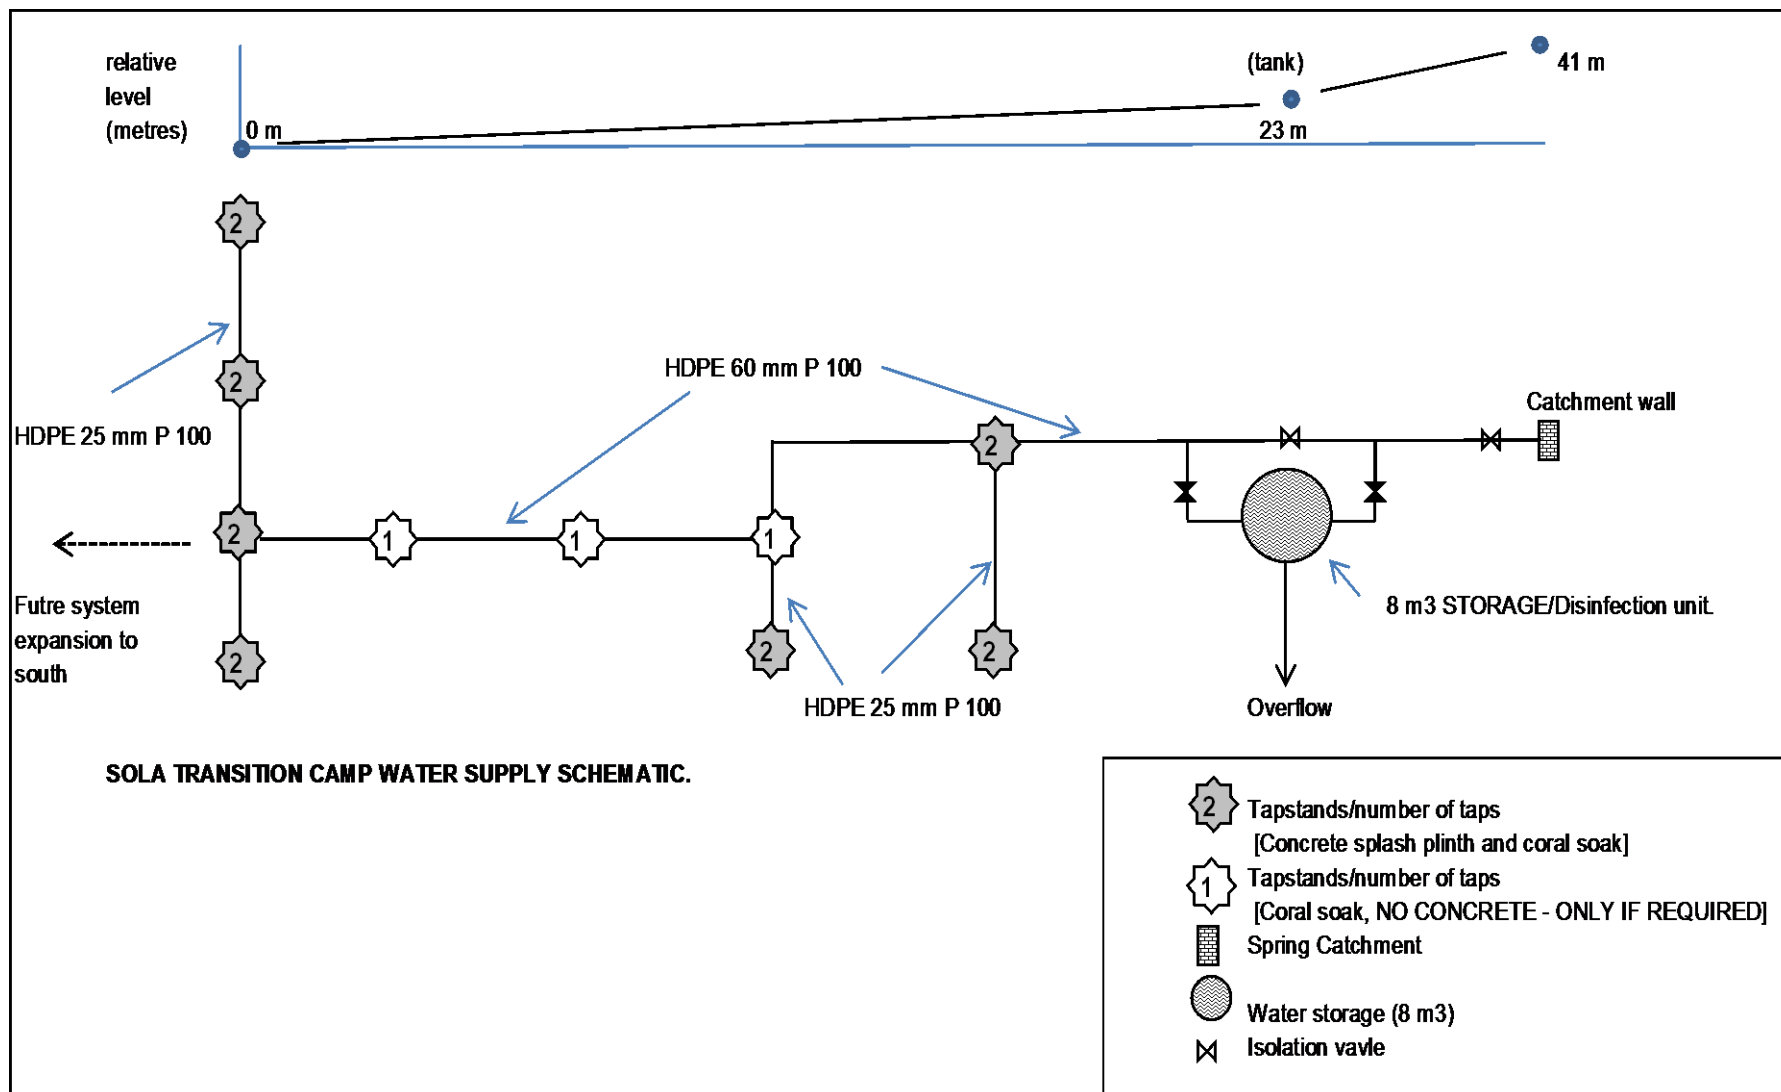 relative
level
(metres)
0 m
(tank)
23 m
41 m
2
2
HDPE 25 mm P 100
HDPE 60 mm P 100
2
Catchment wall
2
1
1
1
Futre system
expansion to
south
2
2
2
HDPE 25 mm P 100
8 m3 STORAGE/Disinfection unit.
Overflow
SOLA TRANSITION CAMP WATER SUPPLY SCHEMATIC.
2
Tapstands/number of taps
[Concrete splash plinth and coral soak]
1
Tapstands/number of taps
[Coral soak, NO CONCRETE - ONLY IF REQUIRED]
Spring Catchment
Water storage (8 m3)
Isolation vavle